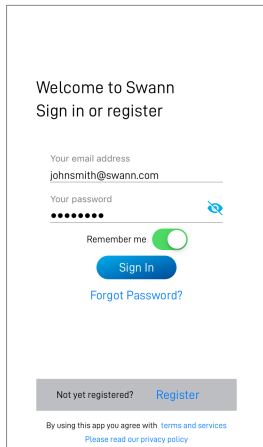 Welcome to Swann
Sign in or register
Your email address
johnsmith@swann.com
Your password
●●●●●●●●
Remember me
Sign In
Forgot Password?
Not yet registered? Register
By using this app you agree with terms and services
Please read our privacy policy